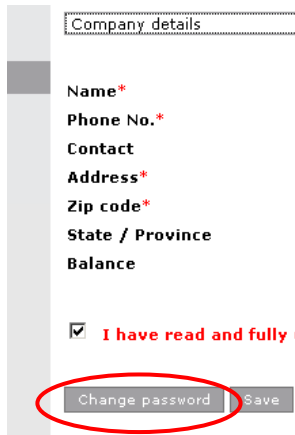 Company details
Name*
Phone No.*
Contact
Address*
Zip code*
State / Province
Balance
I have read and fully
Change password Save